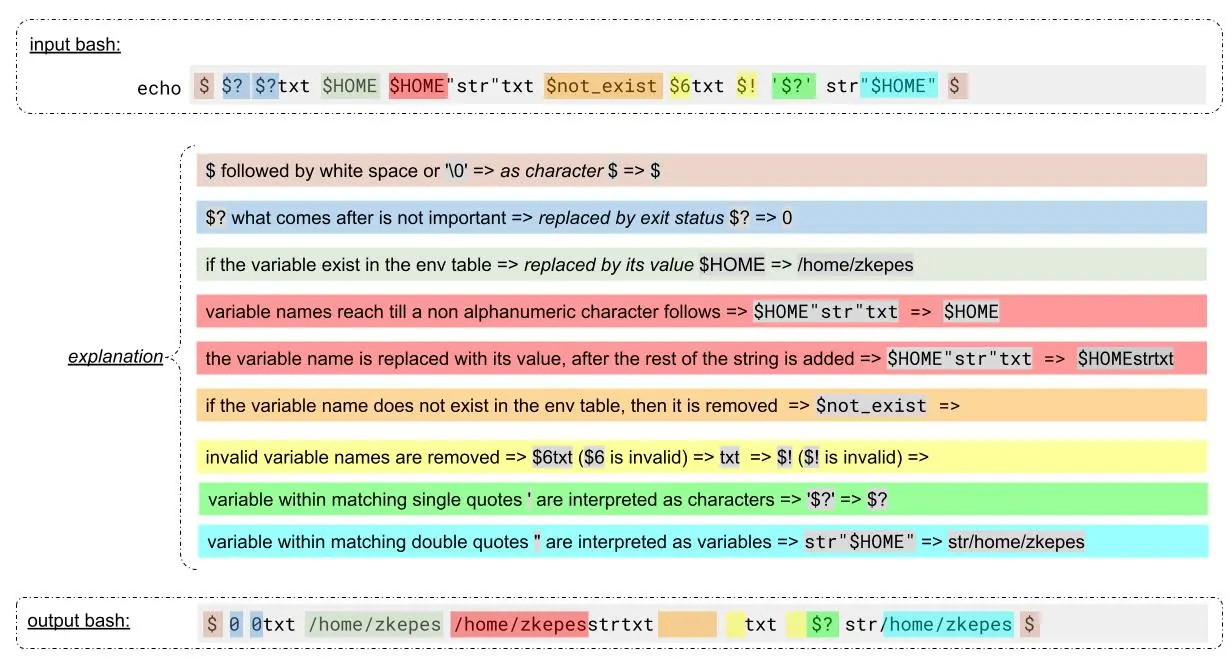 input bash:
echo $ $? $?txt $HOME $HOME"str"txt $not_exist $6txt $! '$?' str"$HOME" $
$ followed by white space or '\0' => as character $ => $
$? what comes after is not important => replaced by exit status $? => 0
if the variable exist in the env table => replaced by its value $HOME => /home/zkepes
variable names reach till a non alphanumeric character follows => $HOME"str"txt => $HOME
explanation
the variable name is replaced with its value, after the rest of the string is added => $HOME"str"txt => $HOMEstrtxt
if the variable name does not exist in the env table, then it is removed => $not_exist =>
invalid variable names are removed => $6txt ($6 is invalid) => txt => $! ($! is invalid) =>
variable within matching single quotes ' are interpreted as characters => '$?' => $?
variable within matching double quotes " are interpreted as variables => str"$HOME" => str/home/zkepes
output bash:
$ 0 0txt /home/zkepes /home/zkepesstrtxt txt $? str/home/zkepes $